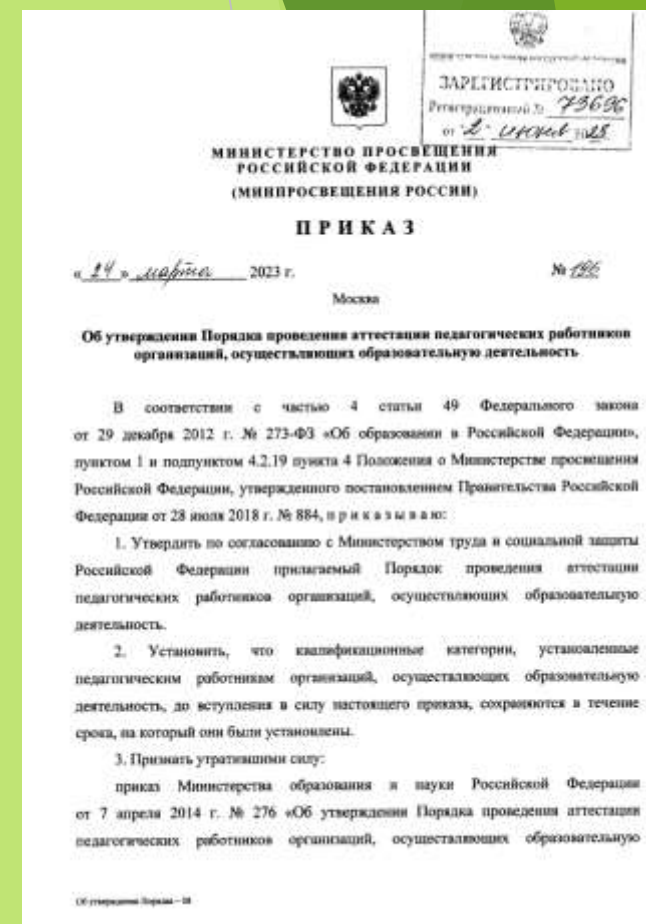 ЗАРЕГИСТРИРОВАНО
Регистрационный № 73696
от "2" июня 2023
МИНИСТЕРСТВО ПРОСВЕЩЕНИЯ
РОССИЙСКОЙ ФЕДЕРАЦИИ
(МИНПРОСВЕЩЕНИЯ РОССИИ)
ПРИКАЗ
« 24 » марта 2023 г. № 196
Москва
Об утверждении Порядка проведения аттестации педагогических работников
организаций, осуществляющих образовательную деятельность
В соответствии с частью 4 статьи 49 Федерального закона
от 29 декабря 2012 г. № 273-ФЗ «Об образовании в Российской Федерации»,
пунктом 1 и подпунктом 4.2.19 пункта 4 Положения о Министерстве просвещения
Российской Федерации, утвержденного постановлением Правительства Российской
Федерации от 28 июля 2018 г. № 884, п р и к а з ы в а ю:
1. Утвердить по согласованию с Министерством труда и социальной защиты
Российской Федерации прилагаемый Порядок проведения аттестации
педагогических работников организаций, осуществляющих образовательную
деятельность.
2. Установить, что квалификационные категории, установленные
педагогическим работникам организаций, осуществляющих образовательную
деятельность, до вступления в силу настоящего приказа, сохраняются в течение
срока, на который они были установлены.
3. Признать утратившими силу:
приказ Министерства образования и науки Российской Федерации
от 7 апреля 2014 г. № 276 «Об утверждении Порядка проведения аттестации
педагогических работников организаций, осуществляющих образовательную
Об утверждении Порядка –